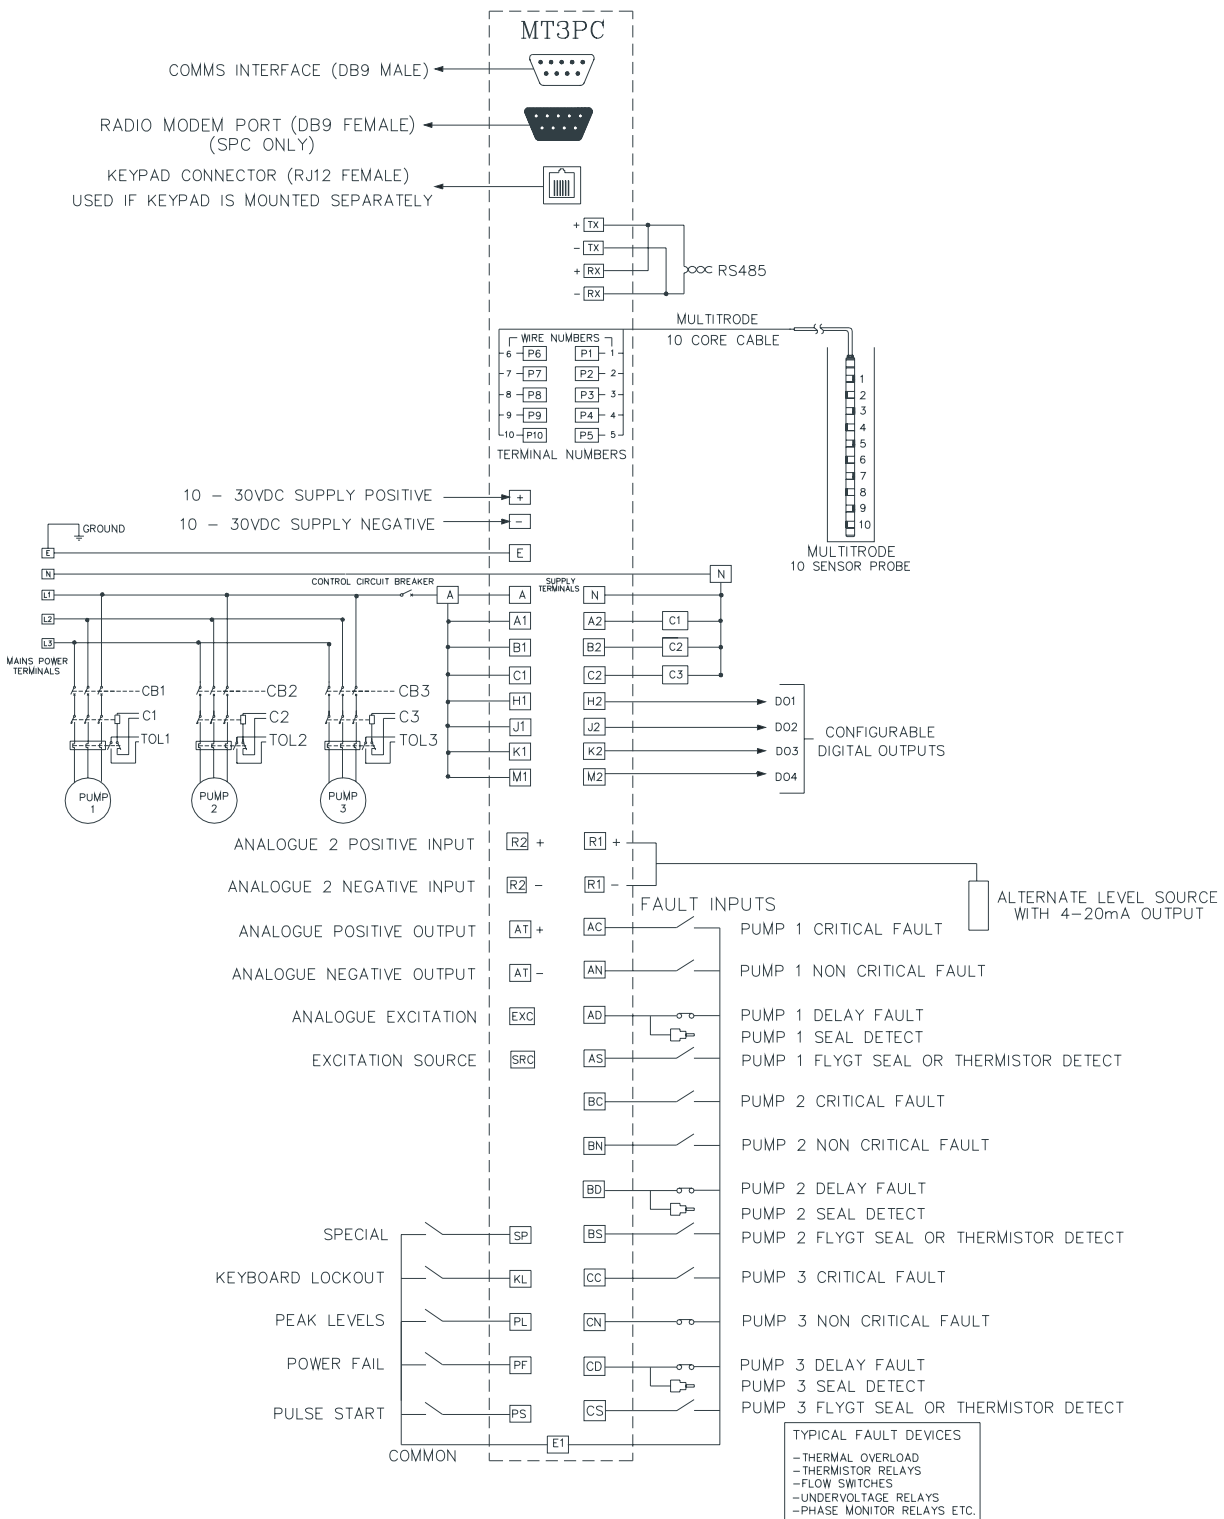 MT3PC
COMMS INTERFACE (DB9 MALE)
RADIO MODEM PORT (DB9 FEMALE)
(SPC ONLY)
KEYPAD CONNECTOR (RJ12 FEMALE)
USED IF KEYPAD IS MOUNTED SEPARATELY
+ TX
- TX
+ RX
- RX
RS485
MULTITRODE
10 CORE CABLE
WIRE NUMBERS
6 P6 P1 1
7 P7 P2 2
8 P8 P3 3
9 P9 P4 4
10 P10 P5 5
TERMINAL NUMBERS
1
2
3
4
5
6
7
8
9
10
MULTITRODE
10 SENSOR PROBE
10 - 30VDC SUPPLY POSITIVE +
10 - 30VDC SUPPLY NEGATIVE -
GROUND
E E
N N
L1 CONTROL CIRCUIT BREAKER A A SUPPLY TERMINALS N
L2 A1 A2 C1
L3 B1 B2 C2
MAINS POWER
TERMINALS
C1 C2 C3
CB1 CB2 CB3
C1 C2 C3
TOL1 TOL2 TOL3
PUMP 1
PUMP 2
PUMP 3
H1 H2 DO1
J1 J2 DO2
K1 K2 DO3
M1 M2 DO4
CONFIGURABLE
DIGITAL OUTPUTS
ANALOGUE 2 POSITIVE INPUT R2 + R1 +
ANALOGUE 2 NEGATIVE INPUT R2 - R1 -
ALTERNATE LEVEL SOURCE
WITH 4-20mA OUTPUT
FAULT INPUTS
ANALOGUE POSITIVE OUTPUT AT + AC PUMP 1 CRITICAL FAULT
ANALOGUE NEGATIVE OUTPUT AT - AN PUMP 1 NON CRITICAL FAULT
ANALOGUE EXCITATION EXC AD PUMP 1 DELAY FAULT
PUMP 1 SEAL DETECT
EXCITATION SOURCE SRC AS PUMP 1 FLYGT SEAL OR THERMISTOR DETECT
BC PUMP 2 CRITICAL FAULT
BN PUMP 2 NON CRITICAL FAULT
BD PUMP 2 DELAY FAULT
PUMP 2 SEAL DETECT
SPECIAL SP BS PUMP 2 FLYGT SEAL OR THERMISTOR DETECT
KEYBOARD LOCKOUT KL CC PUMP 3 CRITICAL FAULT
PEAK LEVELS PL CN PUMP 3 NON CRITICAL FAULT
POWER FAIL PF CD PUMP 3 DELAY FAULT
PUMP 3 SEAL DETECT
PULSE START PS CS PUMP 3 FLYGT SEAL OR THERMISTOR DETECT
COMMON E1
TYPICAL FAULT DEVICES
-THERMAL OVERLOAD
-THERMISTOR RELAYS
-FLOW SWITCHES
-UNDERVOLTAGE RELAYS
-PHASE MONITOR RELAYS ETC.